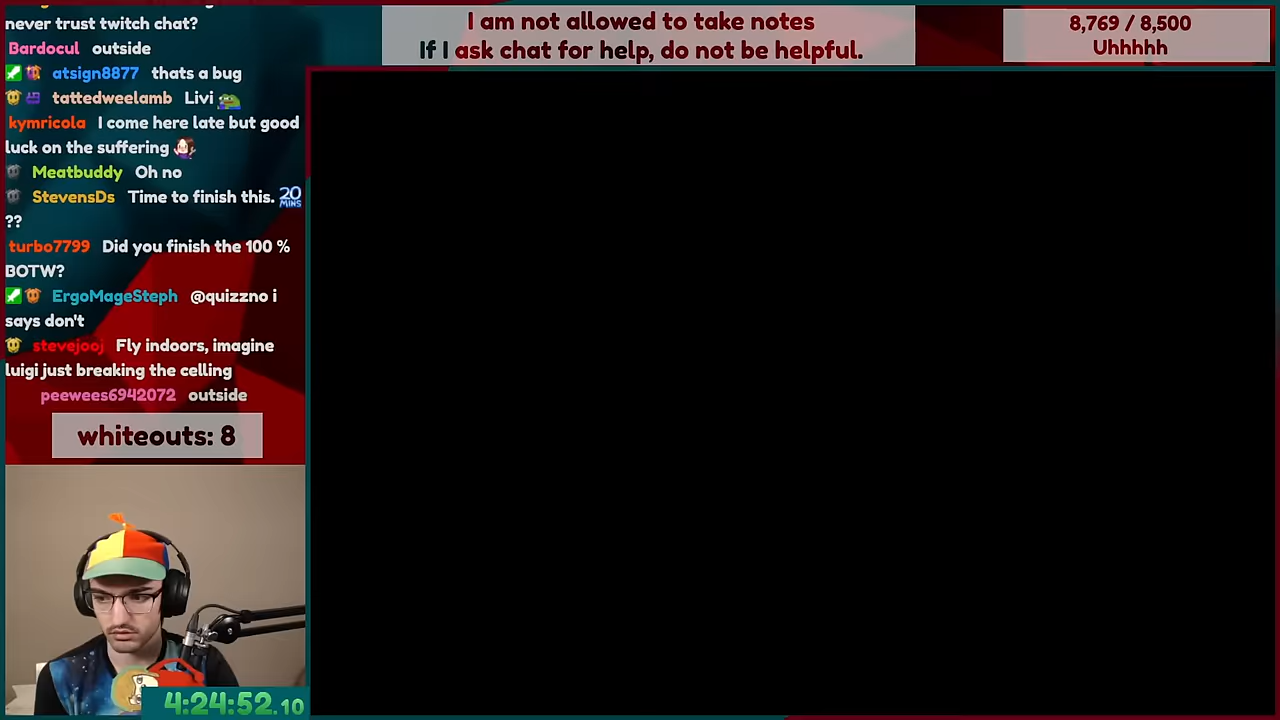 never trust twitch chat?
Bardocul outside
atsign8877 thats a bug
tattedweelamb Livi
kymricola I come here late but good
luck on the suffering
Meatbuddy Oh no
StevensDs Time to finish this. 20 MINS
??
turbo7799 Did you finish the 100 %
BOTW?
ErgoMageSteph @quizzno i
says don't
stevejooj Fly indoors, imagine
luigi just breaking the celling
peewees6942072 outside
whiteouts: 8
4:24:52.10
I am not allowed to take notes
If I ask chat for help, do not be helpful.
8,769 / 8,500
Uhhhhh